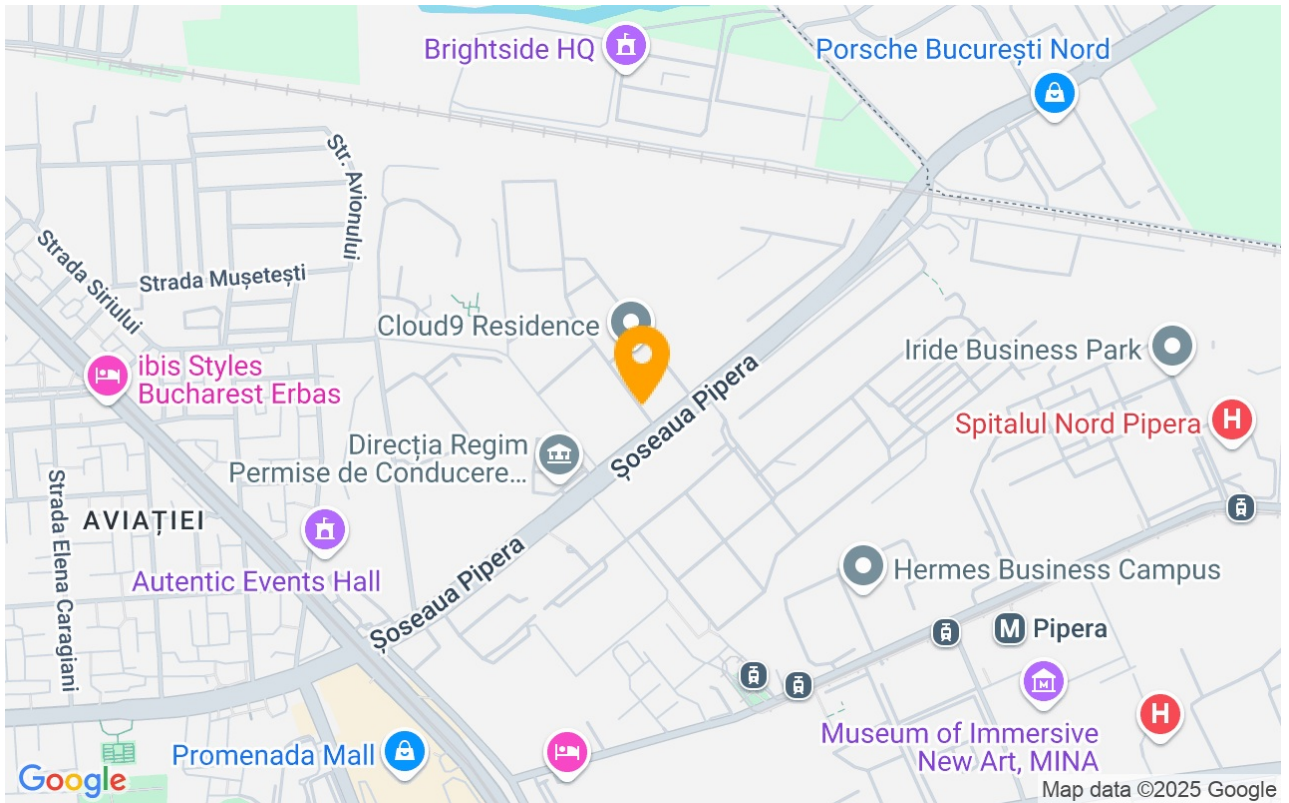 Brightside HQ
Porsche București Nord
Str. Avionului
Strada Siriului
Strada Mușetești
Cloud9 Residence
Iride Business Park
ibis Styles
Bucharest Erbas
Șoseaua Pipera
Spitalul Nord Pipera
H
Direcția Regim
Permise de Conducere...
Strada Elena Caragiani
AVIAȚIEI
Autentic Events Hall
Șoseaua Pipera
Hermes Business Campus
M Pipera
M
Museum of Immersive
New Art, MINA
H
Promenada Mall
Google
Map data ©2025 Google